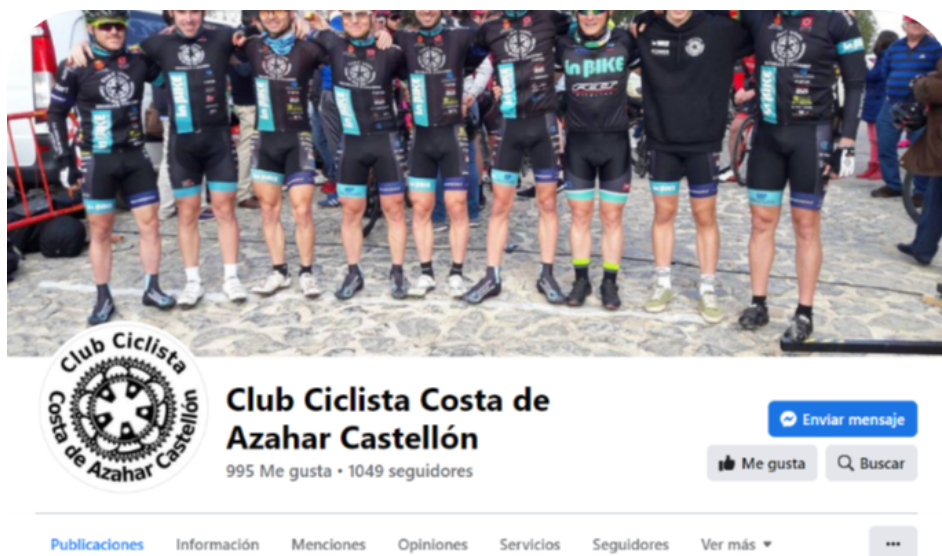 in BIKE
Club Ciclista
Costa de Azahar Castellón
Club Ciclista Costa de
Azahar Castellón
995 Me gusta • 1049 seguidores
Enviar mensaje
Me gusta
Buscar
Publicaciones
Información
Menciones
Opiniones
Servicios
Seguidores
Ver más
...